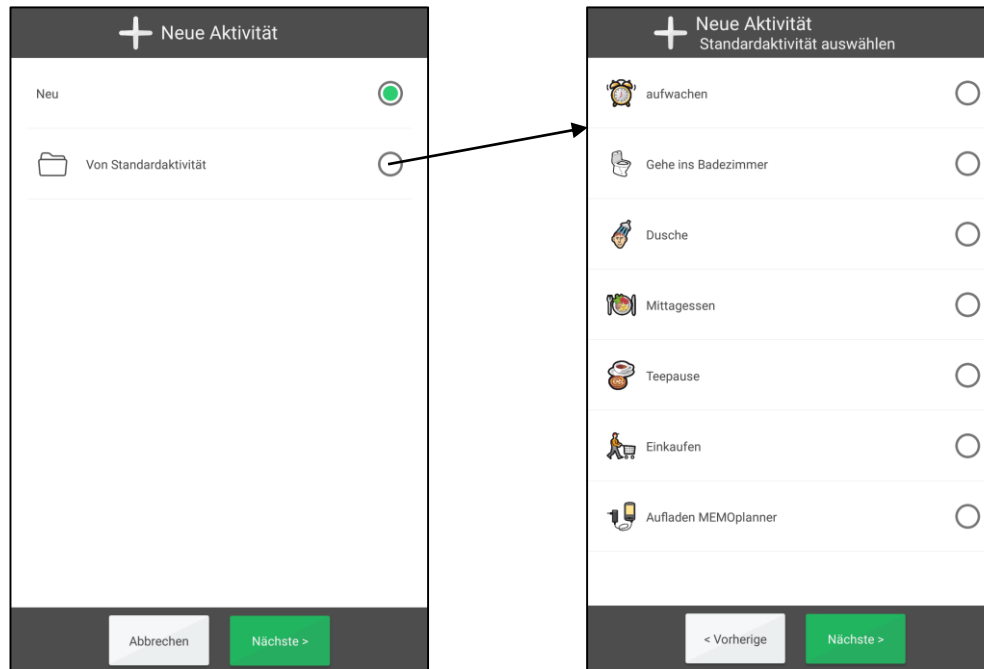 Neue Aktivität
Neu
Von Standardaktivität
Abbrechen
Nächste >
Neue Aktivität
Standardaktivität auswählen
aufwachen
Gehe ins Badezimmer
Dusche
Mittagessen
Teepause
Einkaufen
Aufladen MEMOplanner
< Vorherige
Nächste >